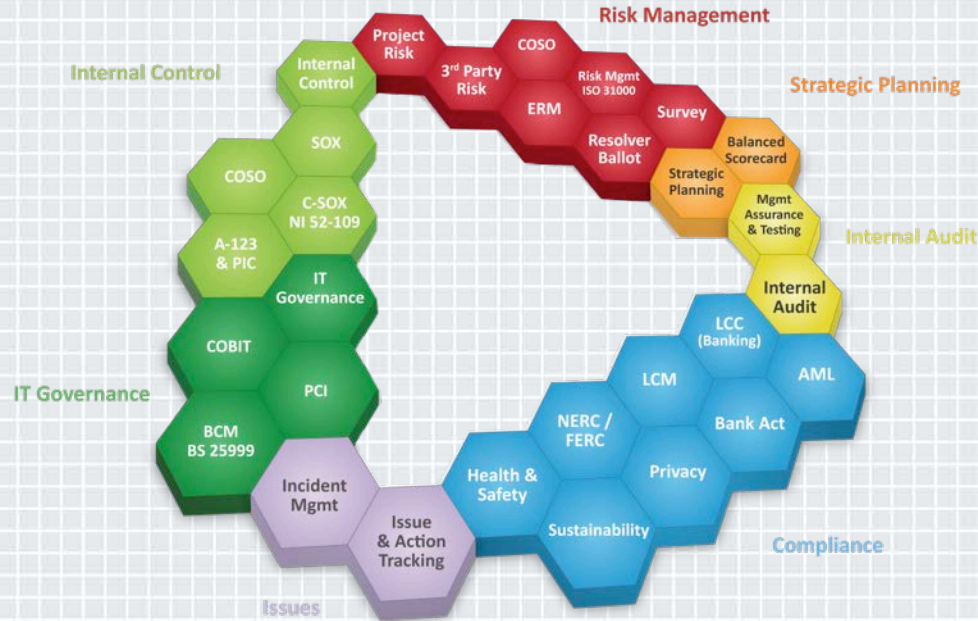 Risk Management
Project
Risk
COSO
3rd Party
Risk
Risk Mgmt
ISO 31000
ERM
Survey
Resolver
Ballot
Strategic Planning
Balanced
Scorecard
Strategic
Planning
Mgmt
Assurance
& Testing
Internal Audit
Internal
Audit
Internal Control
Internal
Control
SOX
COSO
C-SOX
NI 52-109
A-123
& PIC
IT Governance
IT
Governance
COBIT
PCI
BCM
BS 25999
Incident
Mgmt
Issue
& Action
Tracking
Issues
LCC
(Banking)
AML
LCM
Bank Act
NERC /
FERC
Privacy
Health &
Safety
Sustainability
Compliance